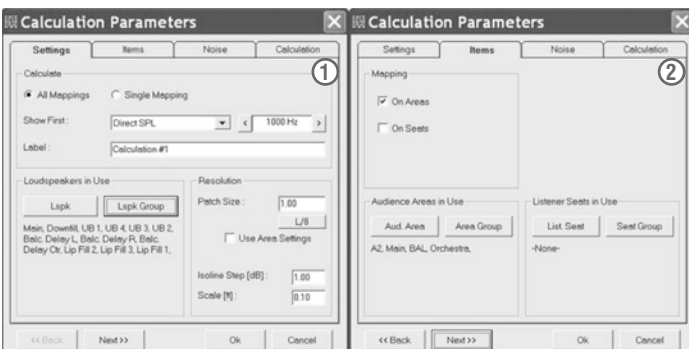 Calculation Parameters
Settings Items Noise Calculation
1
Calculate
All Mappings Single Mapping
Show First: Direct SPL < 1000 Hz >
Label: Calculation #1
Loudspeakers in Use
Lspk Lspk Group
Main, Downfill, UB 1, UB 4, UB 3, UB 2,
Balc. Delay L, Balc. Delay R, Balc.
Delay Ctr, Lip Fill 2, Lip Fill 3, Lip Fill 1,
Resolution
Patch Size: 1.00
L/8
Use Area Settings
Isoline Step [dB]: 1.00
Scale [ft]: 0.10
<< Back Next >> Ok Cancel
Calculation Parameters
Settings Items Noise Calculation
2
Mapping
On Areas
On Seats
Audience Areas in Use
Aud. Area Area Group
A2, Main, BAL, Orchestra,
Listener Seats in Use
List. Seat Seat Group
-None-
<< Back Next >> Ok Cancel